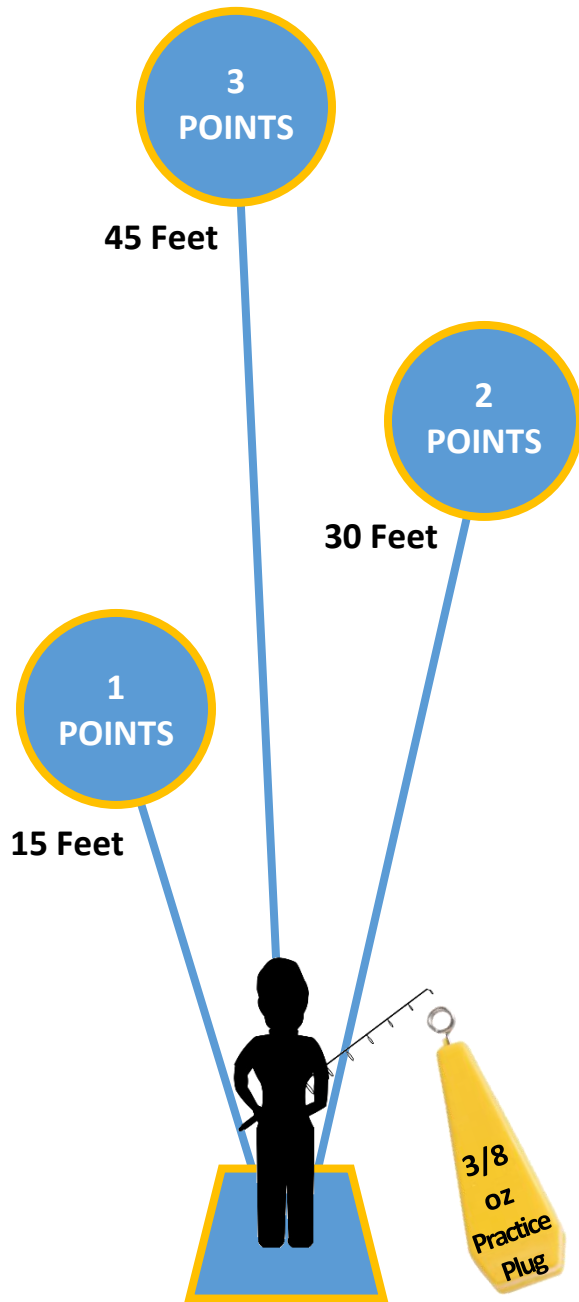 3
POINTS
45 Feet
2
POINTS
30 Feet
1
POINTS
15 Feet
3/8
oz
Practice
Plug